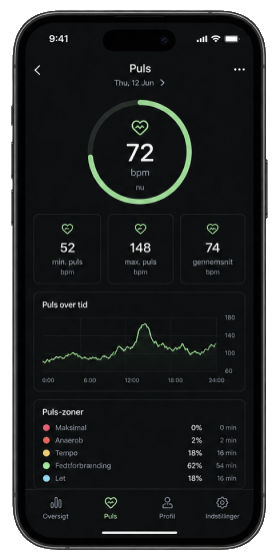 9:41
Puls
Thu, 12 Jun
72
bpm
nu
52
min. puls
bpm
148
max. puls
bpm
74
gennemsnit
bpm
Puls over tid
180
140
100
60
0:00 6:00 12:00 18:00 24:00
Puls-zoner
Maksimal 0% 0 min
Anaerob 2% 2 min
Tempo 18% 16 min
Fedtforbrænding 62% 54 min
Let 18% 16 min
Oversigt Puls Profil Indstillinger